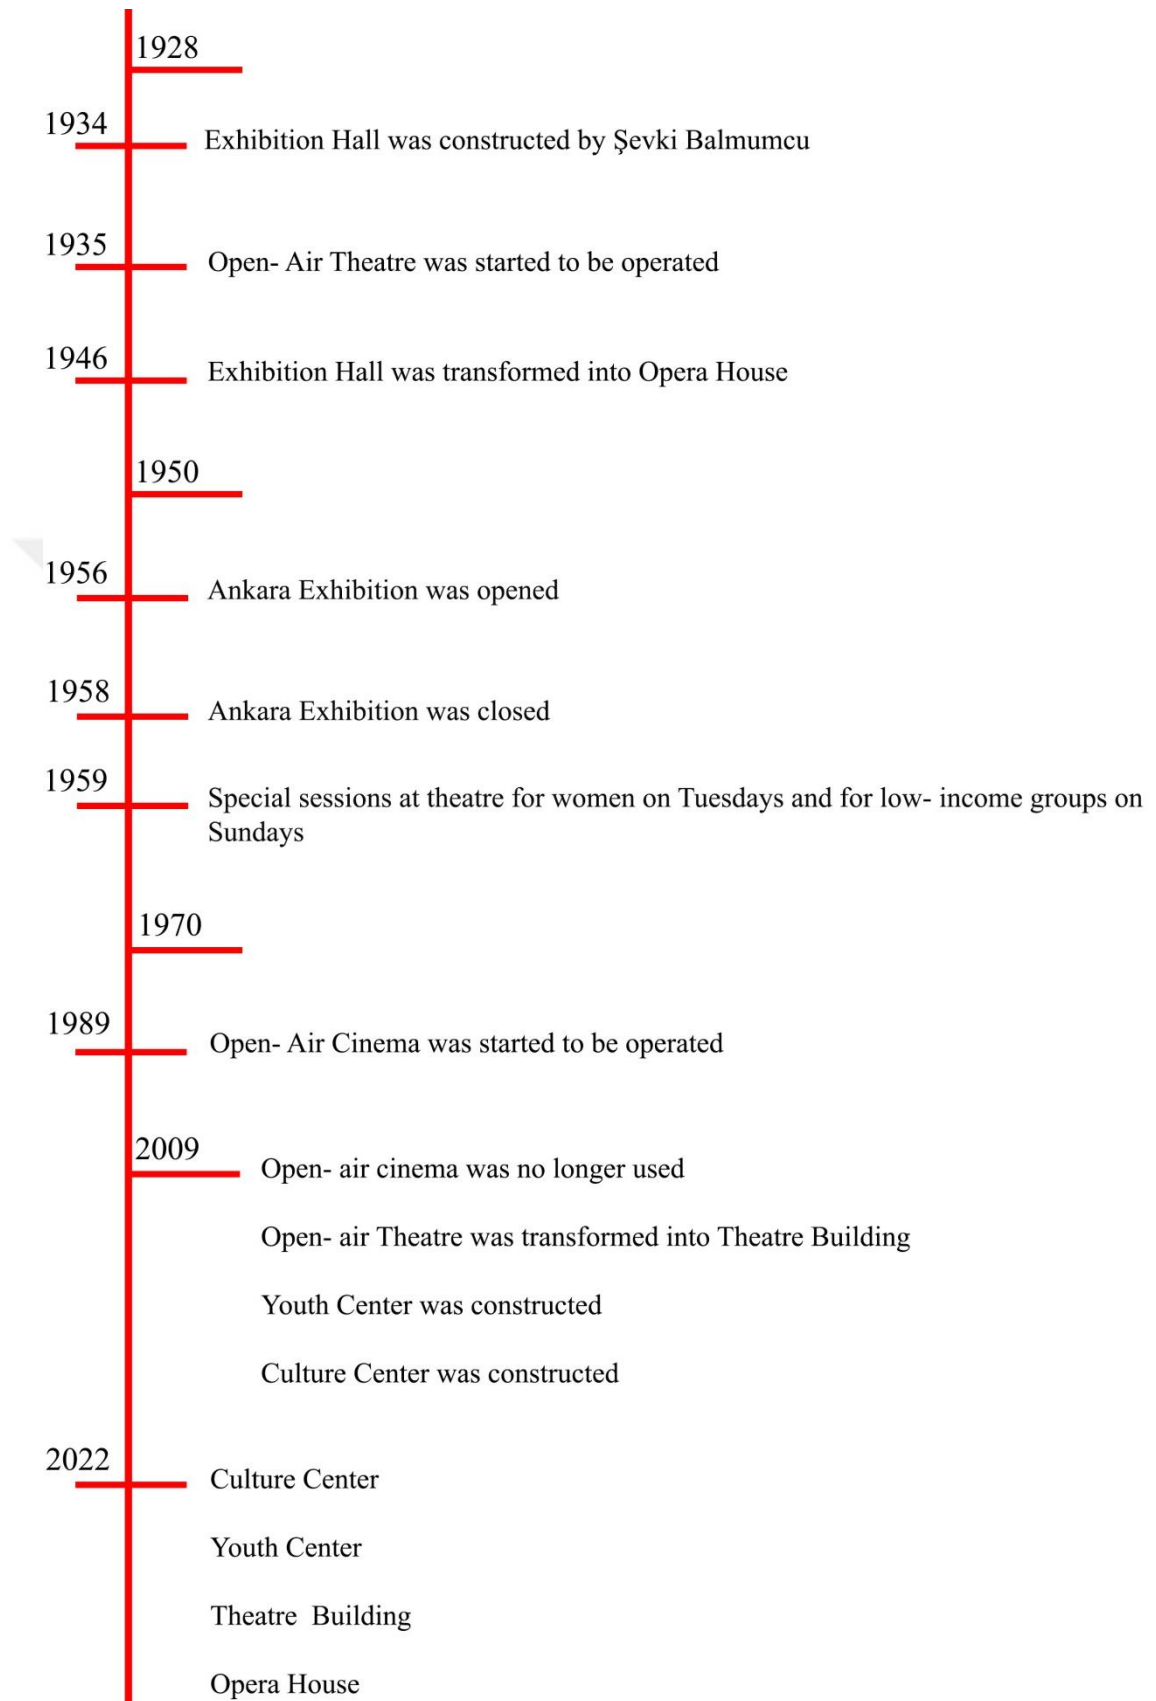 1928
1934
Exhibition Hall was constructed by Şevki Balmumcu
1935
Open- Air Theatre was started to be operated
1946
Exhibition Hall was transformed into Opera House
1950
1956
Ankara Exhibition was opened
1958
Ankara Exhibition was closed
1959
Special sessions at theatre for women on Tuesdays and for low- income groups on
Sundays
1970
1989
Open- Air Cinema was started to be operated
2009
Open- air cinema was no longer used
Open- air Theatre was transformed into Theatre Building
Youth Center was constructed
Culture Center was constructed
2022
Culture Center
Youth Center
Theatre  Building
Opera House